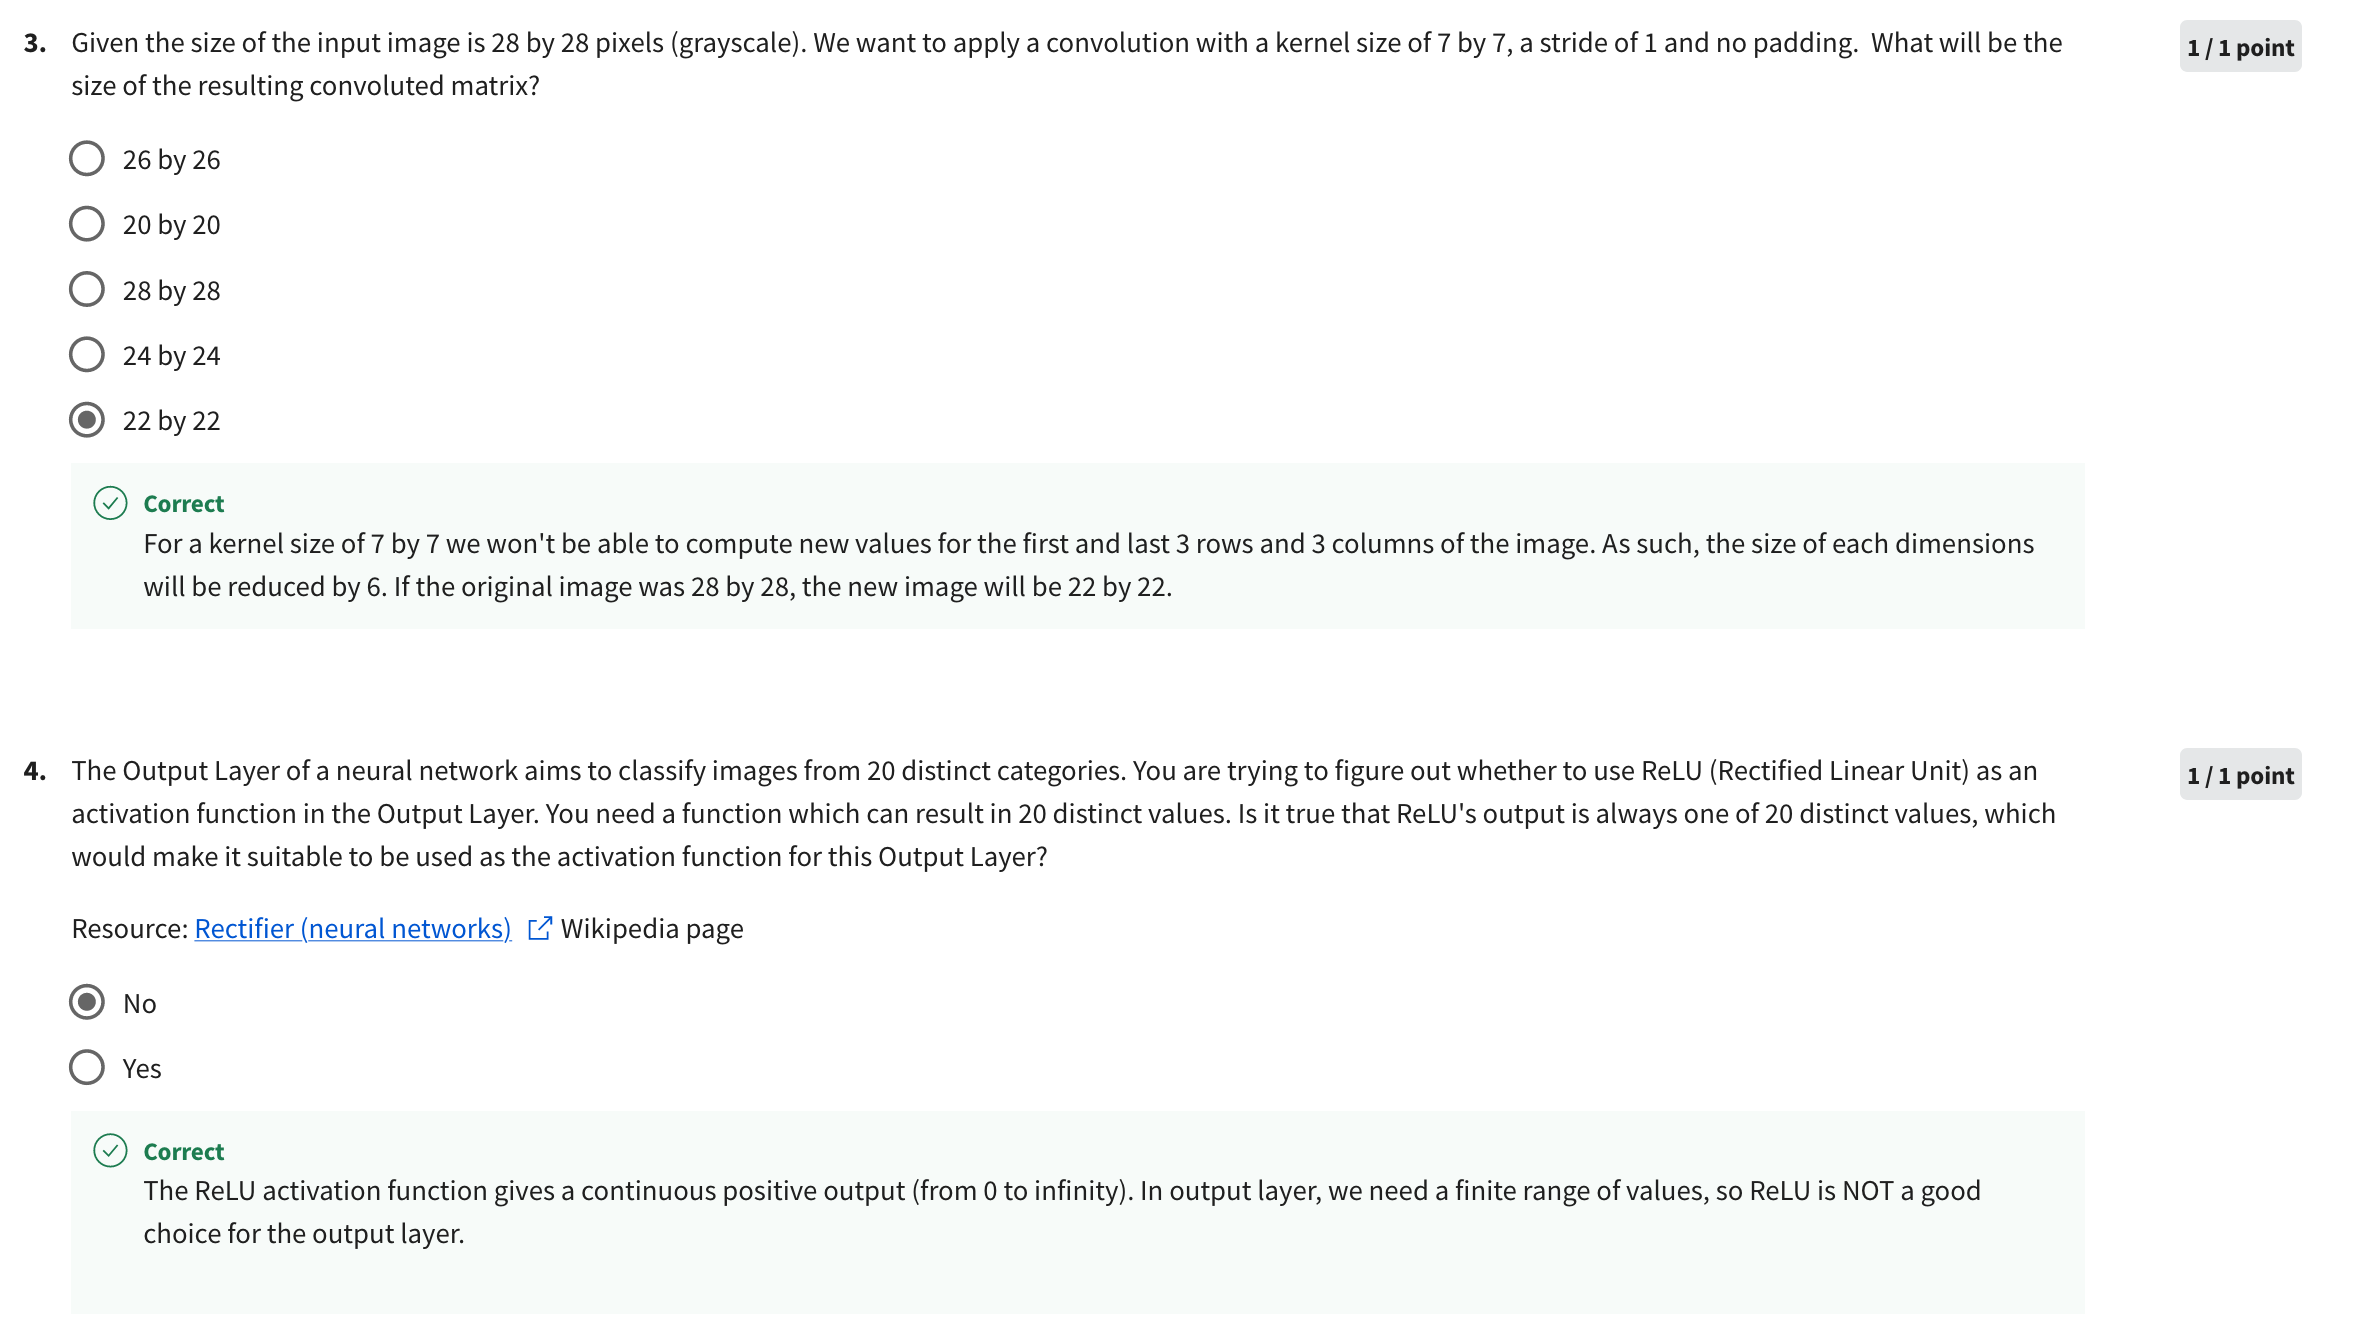 3. Given the size of the input image is 28 by 28 pixels (grayscale). We want to apply a convolution with a kernel size of 7 by 7, a stride of 1 and no padding.  What will be the
1 / 1 point
size of the resulting convoluted matrix?
26 by 26
20 by 20
28 by 28
24 by 24
22 by 22
Correct
For a kernel size of 7 by 7 we won't be able to compute new values for the first and last 3 rows and 3 columns of the image. As such, the size of each dimensions
will be reduced by 6. If the original image was 28 by 28, the new image will be 22 by 22.
4. The Output Layer of a neural network aims to classify images from 20 distinct categories. You are trying to figure out whether to use ReLU (Rectified Linear Unit) as an
1 / 1 point
activation function in the Output Layer. You need a function which can result in 20 distinct values. Is it true that ReLU's output is always one of 20 distinct values, which
would make it suitable to be used as the activation function for this Output Layer?
Resource: Rectifier (neural networks) Wikipedia page
No
Yes
Correct
The ReLU activation function gives a continuous positive output (from 0 to infinity). In output layer, we need a finite range of values, so ReLU is NOT a good
choice for the output layer.